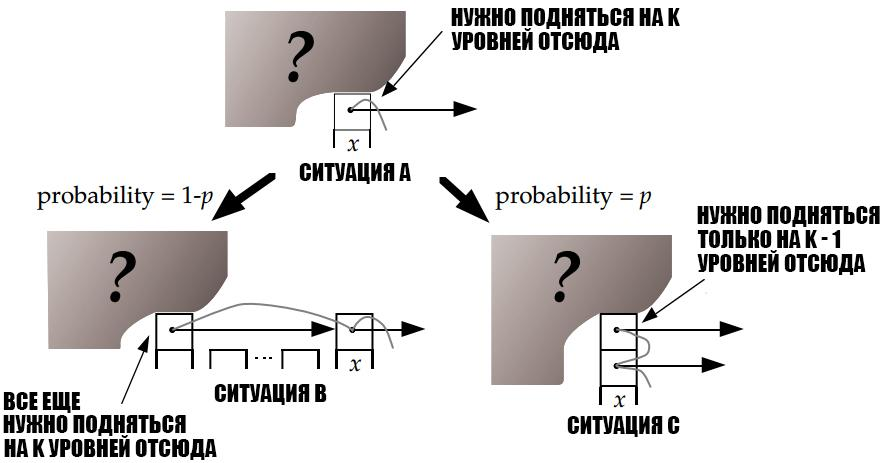 НУЖНО ПОДНЯТЬСЯ НА K
УРОВНЕЙ ОТСЮДА
?
x
СИТУАЦИЯ A
probability = 1-p
probability = p
НУЖНО ПОДНЯТЬСЯ
ТОЛЬКО НА K - 1
УРОВНЕЙ ОТСЮДА
?
?
...
x
СИТУАЦИЯ B
x
СИТУАЦИЯ C
ВСЕ ЕЩЕ
НУЖНО ПОДНЯТЬСЯ
НА K УРОВНЕЙ ОТСЮДА